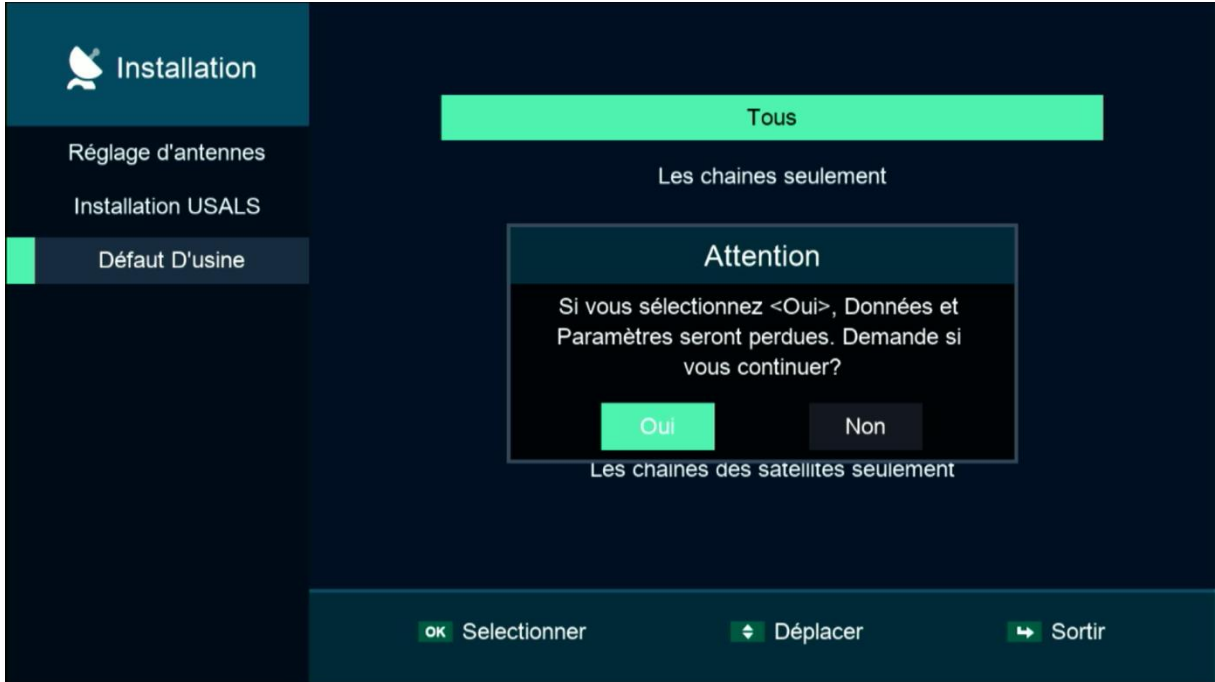 Installation
Réglage d'antennes
Installation USALS
Défaut D'usine
Tous
Les chaines seulement
Attention
Si vous sélectionnez <Oui>, Données et
Paramètres seront perdues. Demande si
vous continuer?
Oui
Non
Les chaines des satellites seulement
OK Selectionner
Déplacer
Sortir